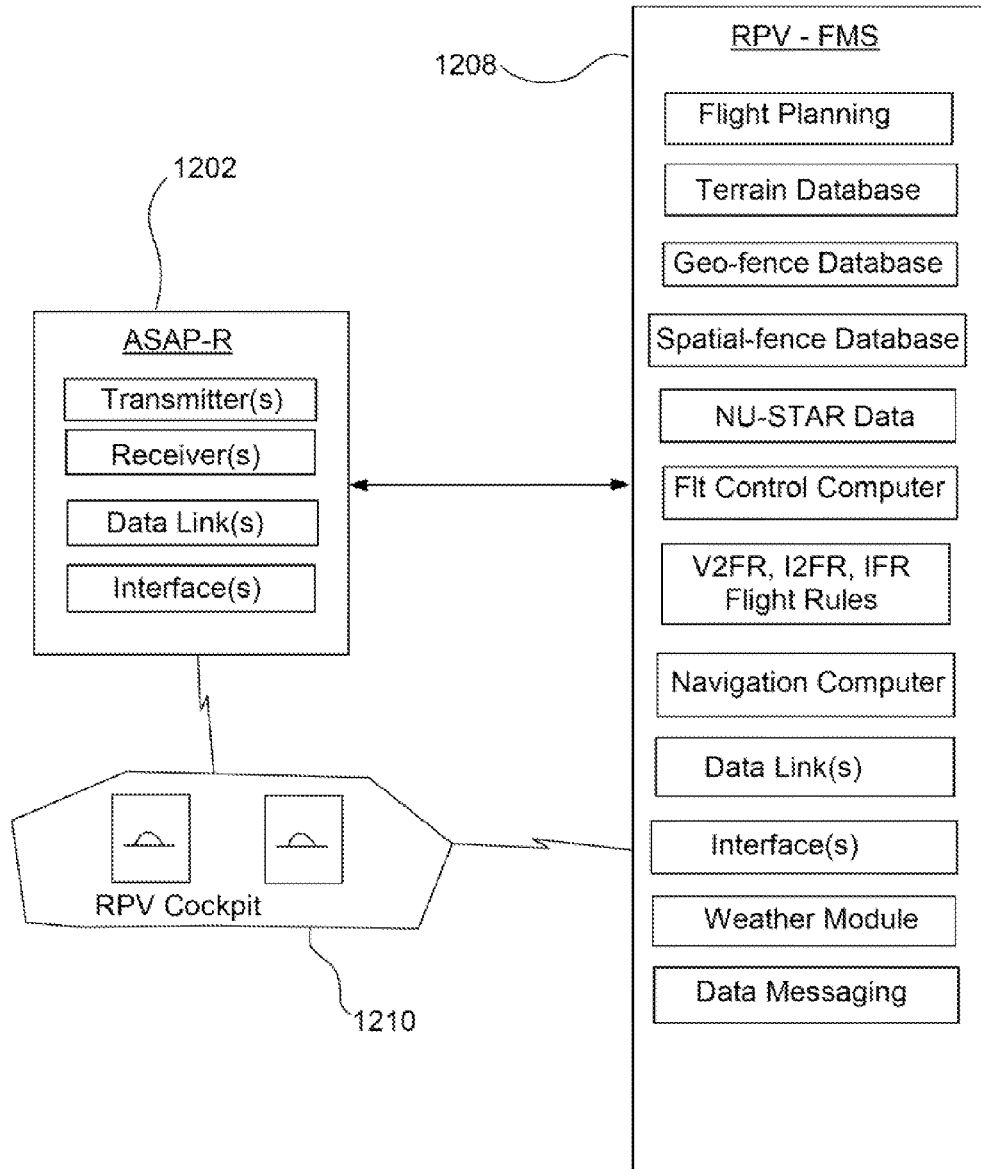 RPV - FMS
1208
Flight Planning
1202
Terrain Database
Geo-fence Database
ASAP-R
Spatial-fence Database
Transmitter(s)
NU-STAR Data
Receiver(s)
Flt Control Computer
Data Link(s)
V2FR, I2FR, IFR
Flight Rules
Interface(s)
Navigation Computer
Data Link(s)
Interface(s)
RPV Cockpit
Weather Module
Data Messaging
1210